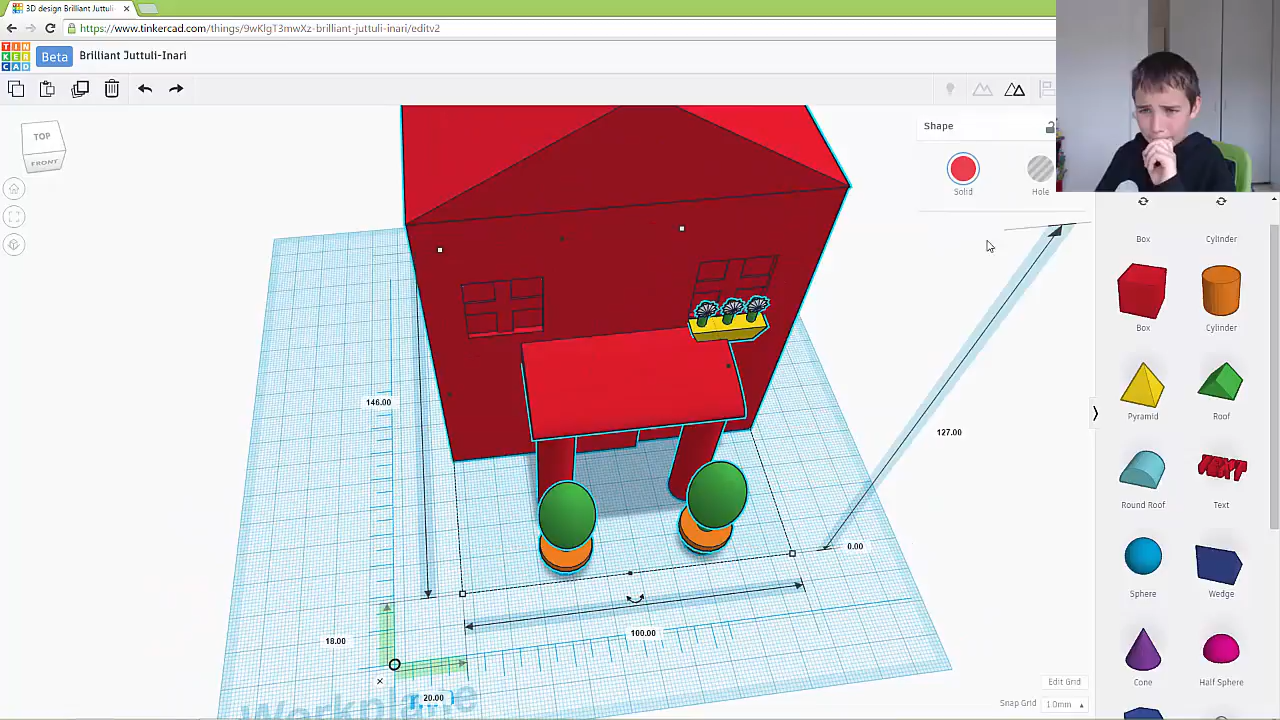 3D design Brilliant Juttuli-
https://www.tinkercad.com/things/9wKlgT3mwXz-brilliant-juttuli-inari/editv2
TIN
KER
CAD
Beta
Brilliant Juttuli-Inari
TOP
FRONT
Shape
Solid
Hole
Box
Cylinder
Box
Cylinder
Pyramid
Roof
Round Roof
TEXT
Text
Sphere
Wedge
Cone
Half Sphere
146.00
127.00
0.00
100.00
18.00
20.00
Workplane
Edit Grid
Snap Grid
1.0mm